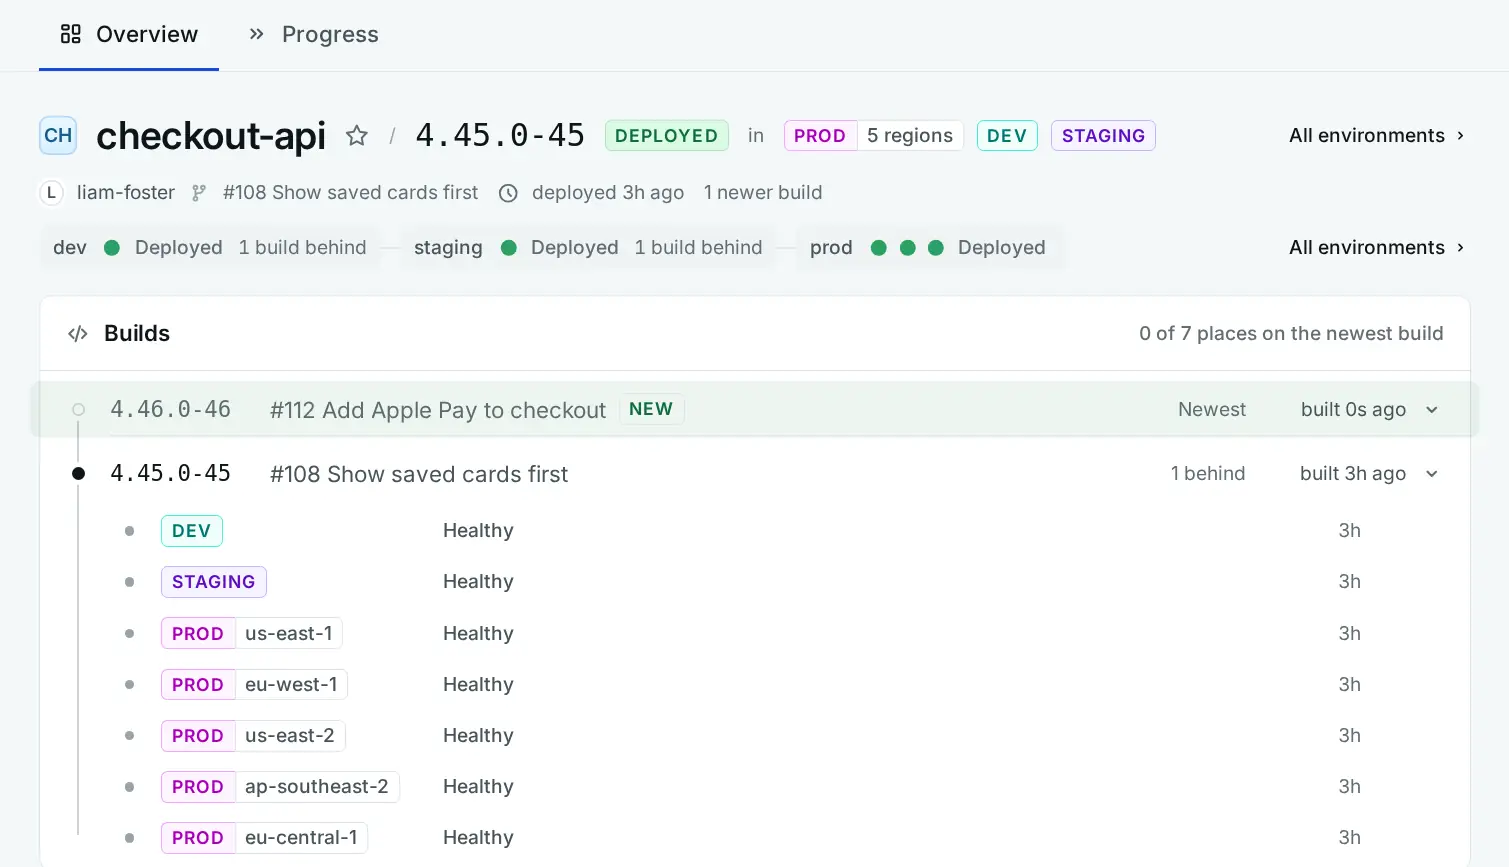 Overview Progress
CH checkout-api / 4.45.0-45 DEPLOYED in PROD 5 regions DEV STAGING All environments
L liam-foster #108 Show saved cards first deployed 3h ago 1 newer build
dev Deployed 1 build behind staging Deployed 1 build behind prod Deployed All environments
Builds 0 of 7 places on the newest build
4.46.0-46 #112 Add Apple Pay to checkout NEW Newest built 0s ago
4.45.0-45 #108 Show saved cards first 1 behind built 3h ago
DEV Healthy 3h
STAGING Healthy 3h
PROD us-east-1 Healthy 3h
PROD eu-west-1 Healthy 3h
PROD us-east-2 Healthy 3h
PROD ap-southeast-2 Healthy 3h
PROD eu-central-1 Healthy 3h